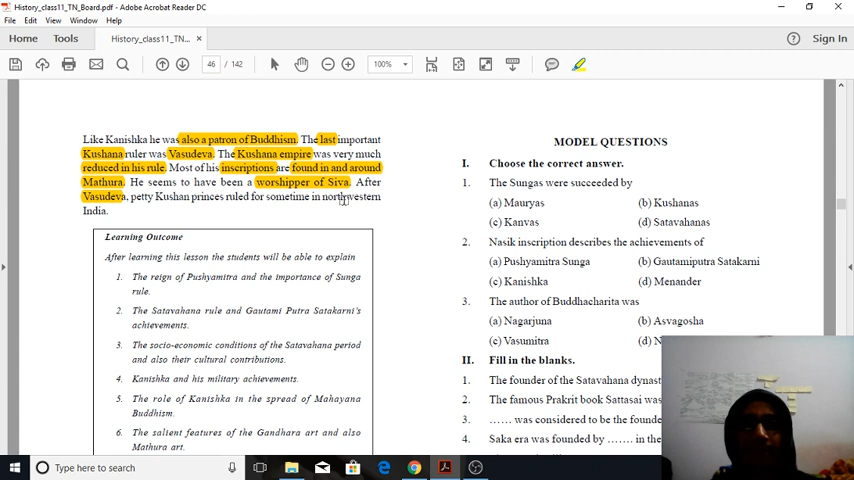 History_class11_TN_Board.pdf - Adobe Acrobat Reader DC
File Edit View Window Help
Home Tools History_class11_TN... × Sign In
46 / 142 100%
Like Kanishka he was also a patron of Buddhism. The last important
Kushana ruler was Vasudeva. The Kushana empire was very much
reduced in his rule. Most of his inscriptions are found in and around
Mathura. He seems to have been a worshipper of Siva. After
Vasudeva, petty Kushan princes ruled for sometime in northwestern
India.
Learning Outcome
After learning this lesson the students will be able to explain
1. The reign of Pushyamitra and the importance of Sunga
rule.
2. The Satavahana rule and Gautami Putra Satakarni's
achievements.
3. The socio-economic conditions of the Satavahana period
and also their cultural contributions.
4. Kanishka and his military achievements.
5. The role of Kanishka in the spread of Mahayana
Buddhism.
6. The salient features of the Gandhara art and also
Mathura art.
MODEL QUESTIONS
I. Choose the correct answer.
1. The Sungas were succeeded by
(a) Mauryas (b) Kushanas
(c) Kanvas (d) Satavahanas
2. Nasik inscription describes the achievements of
(a) Pushyamitra Sunga (b) Gautamiputra Satakarni
(c) Kanishka (d) Menander
3. The author of Buddhacharita was
(a) Nagarjuna (b) Asvagosha
(c) Vasumitra (d) N
II. Fill in the blanks.
1. The founder of the Satavahana dynast
2. The famous Prakrit book Sattasai was
3. …… was considered to be the founde
4. Saka era was founded by ……. in the
Type here to search